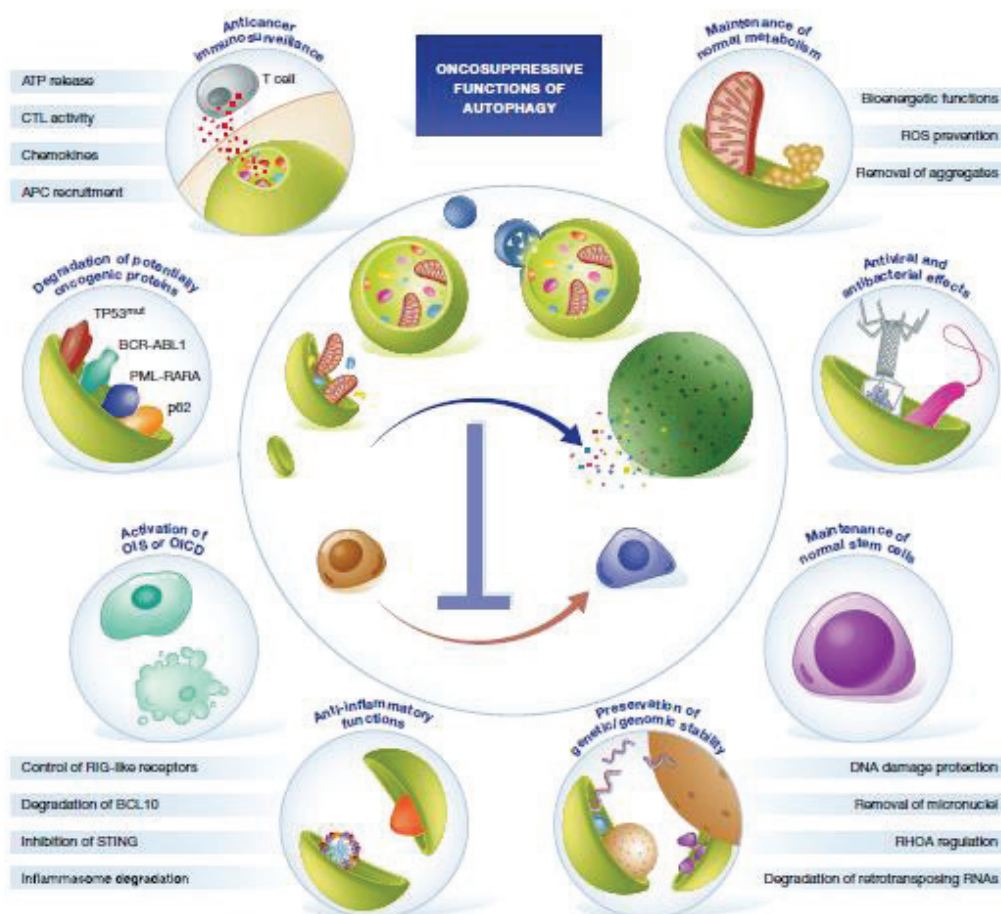 Anticancer
immunosurveillance
T cell
ATP release
CTL activity
Chemokines
APC recruitment
ONCOSUPPRESSIVE
FUNCTIONS OF
AUTOPHAGY
Maintenance of
normal metabolism
Bioenergetic functions
ROS prevention
Removal of aggregates
Degradation of potentially
oncogenic proteins
TP53mut
BCR-ABL1
PML-RARA
p62
Antiviral and
antibacterial effects
Activation of
OIS or OICD
Maintenance of
normal stem cells
Anti-inflammatory
functions
Control of RIG-like receptors
Degradation of BCL10
Inhibition of STING
Inflammasome degradation
Preservation of
genetic/genomic stability
DNA damage protection
Removal of micronuclei
RHOA regulation
Degradation of retrotransposing RNAs